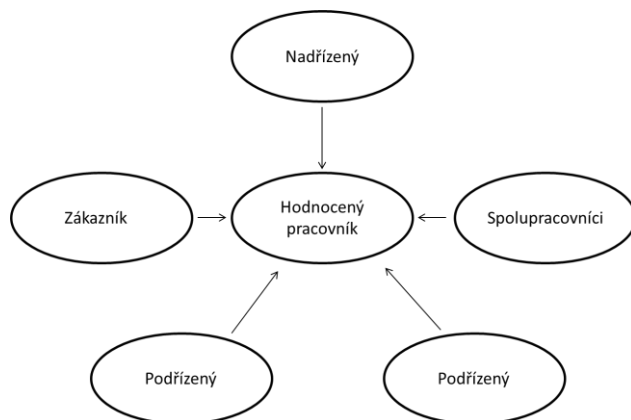 Nadřízený
Zákazník
Hodnocený
pracovník
Spolupracovníci
Podřízený
Podřízený